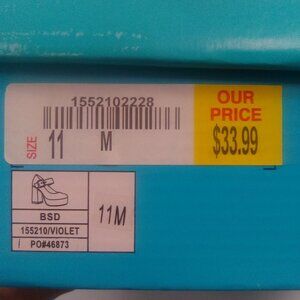 1552102228
SIZE
11
M
OUR
PRICE
$33.99
BSD
155210/VIOLET
PO#46873
11M